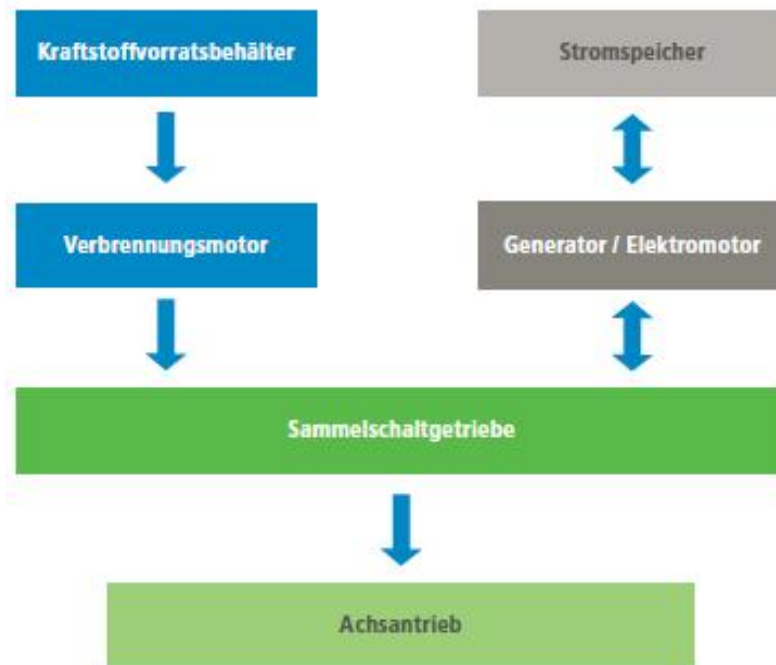 Kraftstoffvorratsbehälter
Stromspeicher
Verbrennungsmotor
Generator / Elektromotor
Sammelschaltgetriebe
Achsantrieb